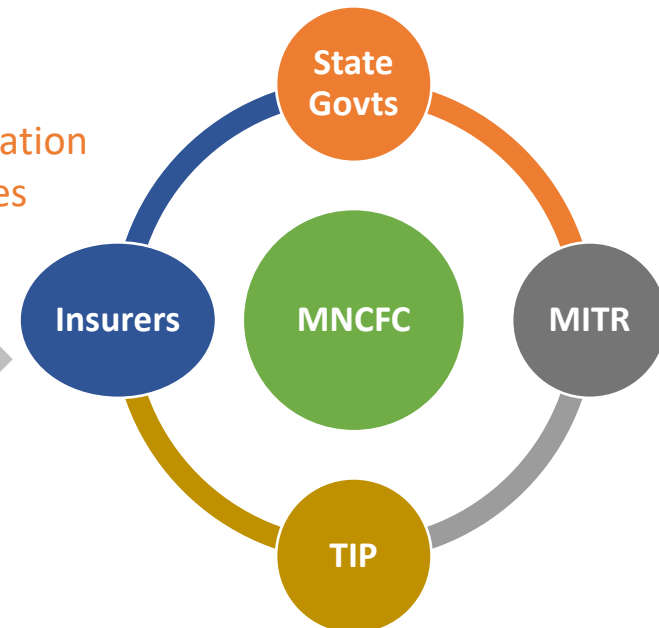 State
Govts
ation
es
Insurers
MNCFC
MITR
TIP